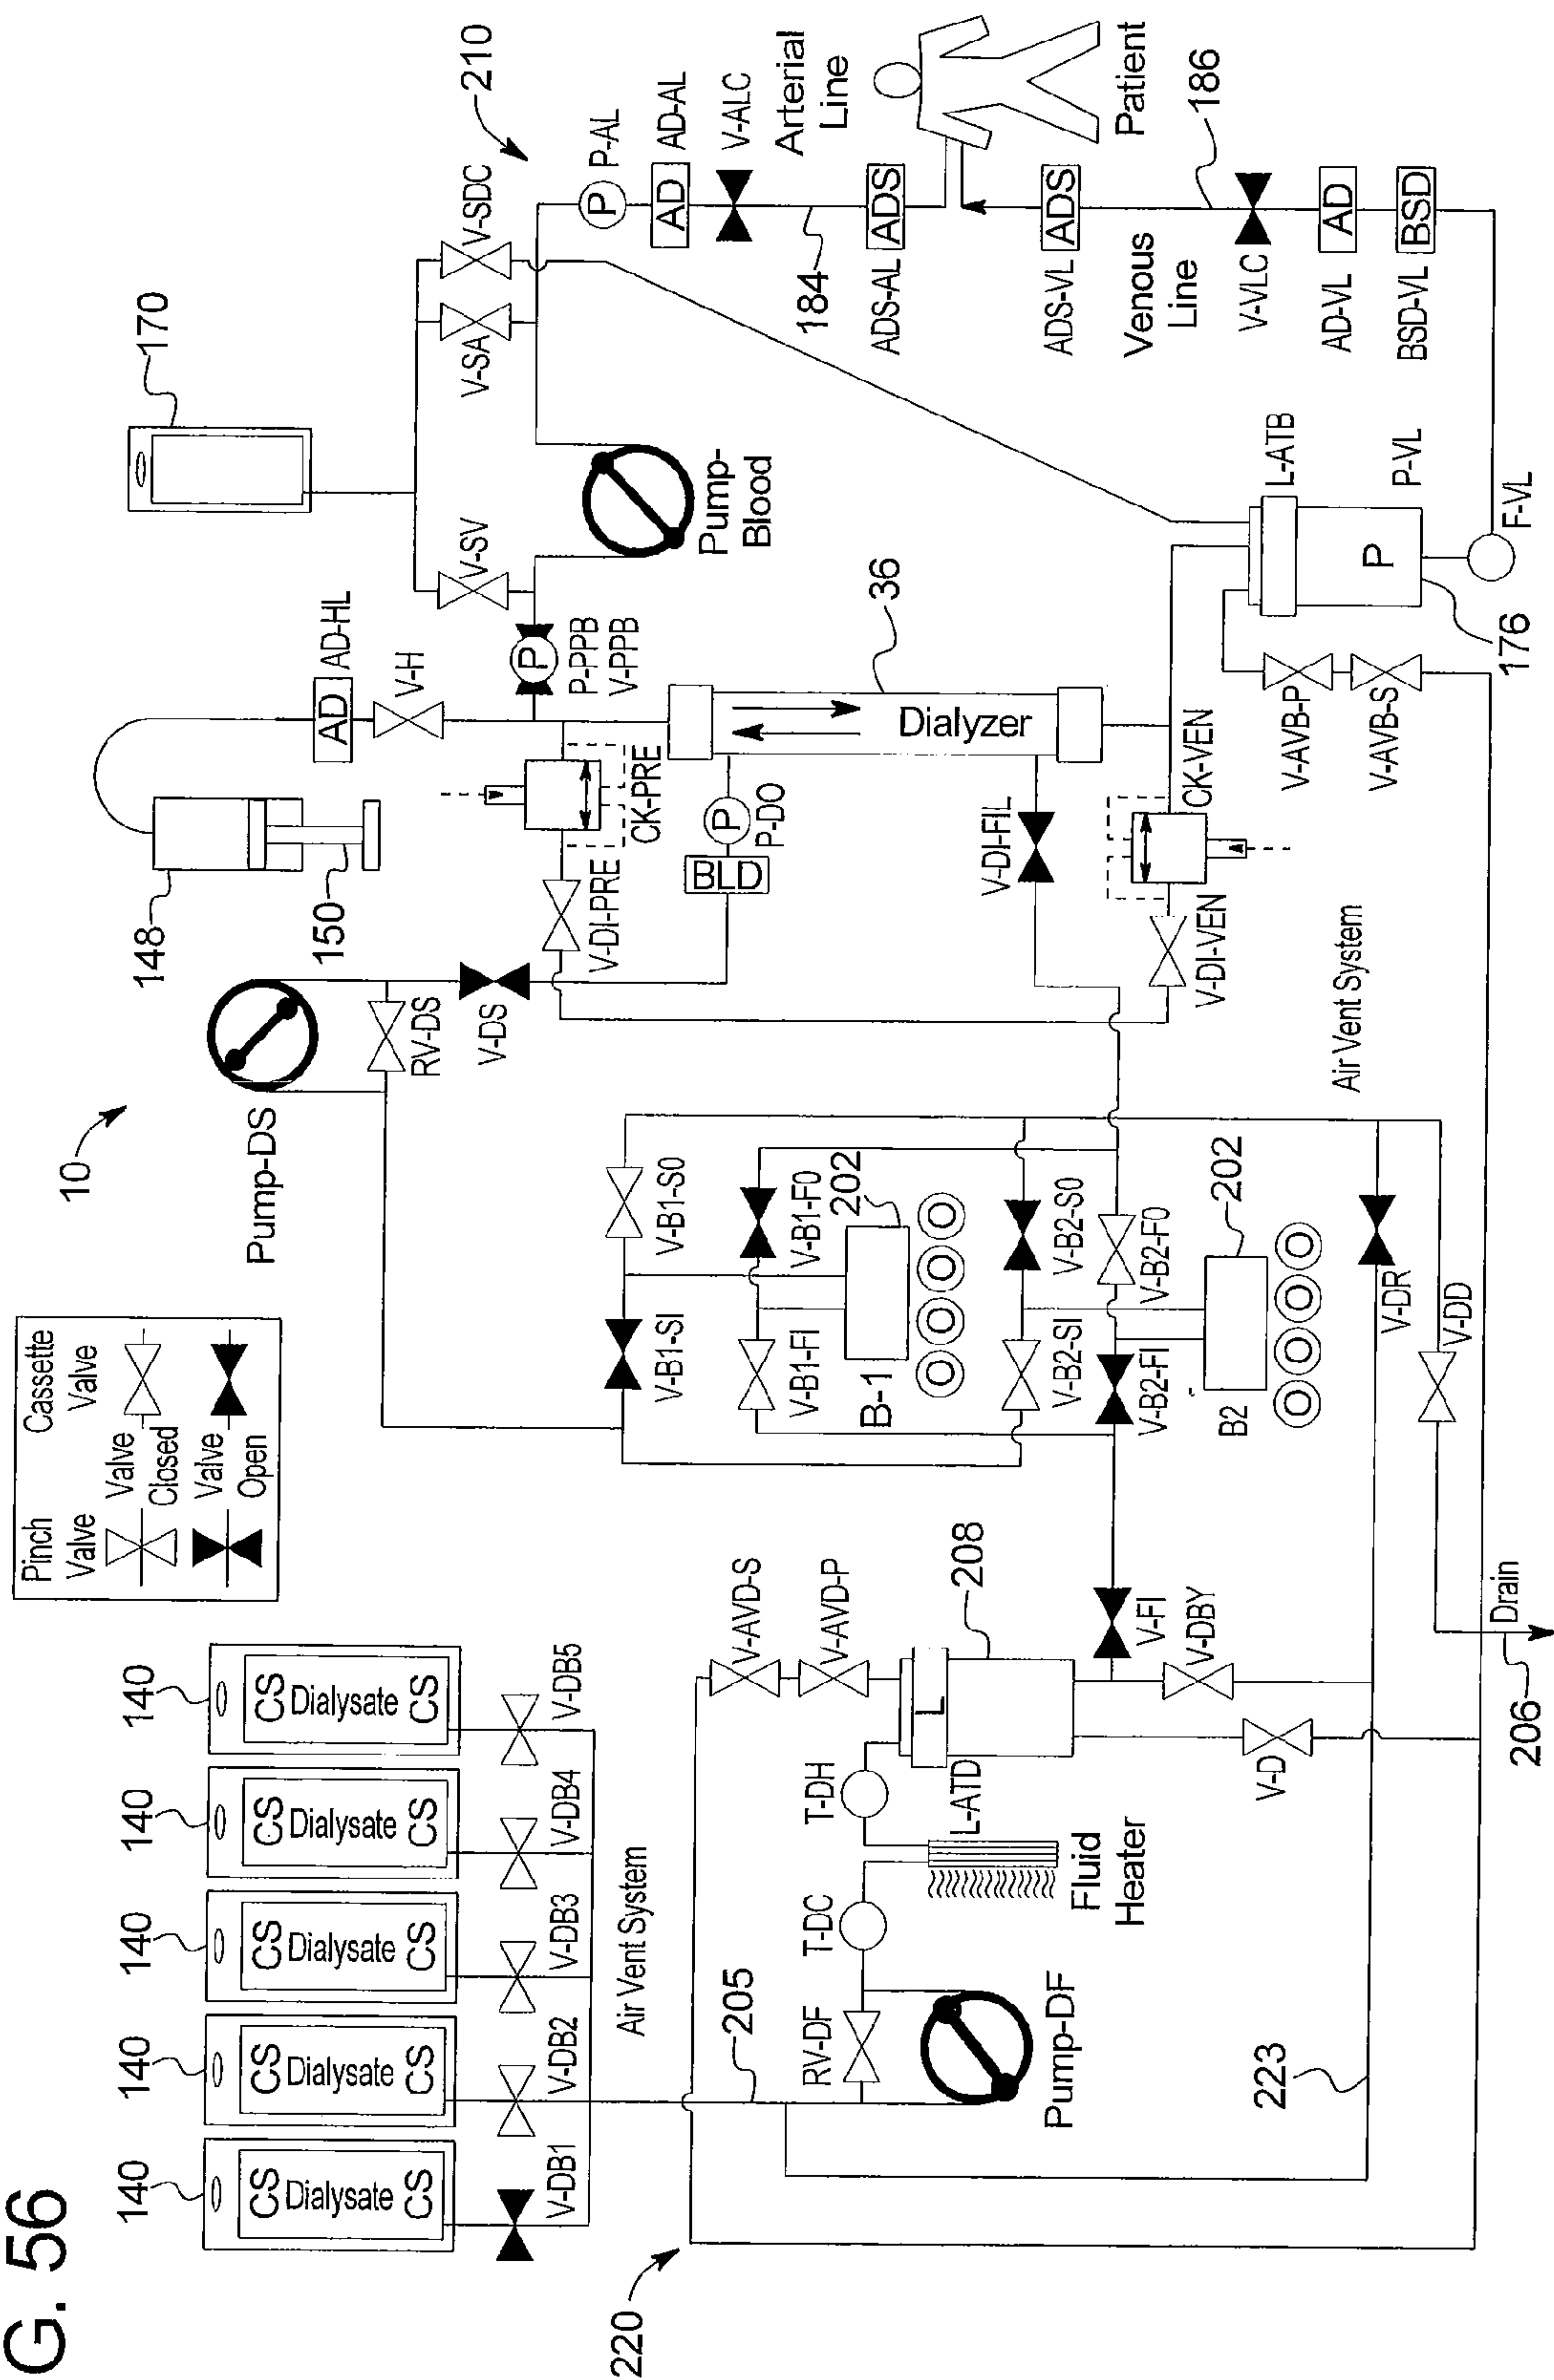 G. 56
10
Pinch
Valve
Cassette
Valve
Valve
Closed
Valve
Open
140
140
140
140
140
CS Dialysate CS
CS Dialysate CS
CS Dialysate CS
CS Dialysate CS
CS Dialysate CS
V-DB1
V-DB2
V-DB3
V-DB4
V-DB5
Air Vent System
220
205
RV-DF
Pump-DF
T-DC
T-DH
Fluid
Heater
L-ATD
L
208
V-AVD-S
V-AVD-P
V-FI
V-DBY
V-D
223
206
Drain
V-DD
V-DR
Pump-DS
RV-DS
V-DS
V-B1-SI
V-B1-S0
V-B1-FI
V-B1-F0
B-1
202
V-B2-SI
V-B2-S0
V-B2-FI
V-B2-F0
B2
202
Air Vent System
148
150
AD
AD-HL
V-H
V-DI-PRE
CK-PRE
BLD
P
P-DO
V-DI-FIL
V-DI-VEN
CK-VEN
Dialyzer
36
P
P-PPB
V-PPB
V-SV
170
V-SA
V-SDC
210
Pump-
Blood
P
P-AL
AD
AD-AL
V-ALC
Arterial
Line
184
ADS
ADS-AL
Patient
ADS
ADS-VL
Venous
Line
186
V-VLC
AD
AD-VL
BSD
BSD-VL
L-ATB
P-VL
P
F-VL
176
V-AVB-P
V-AVB-S